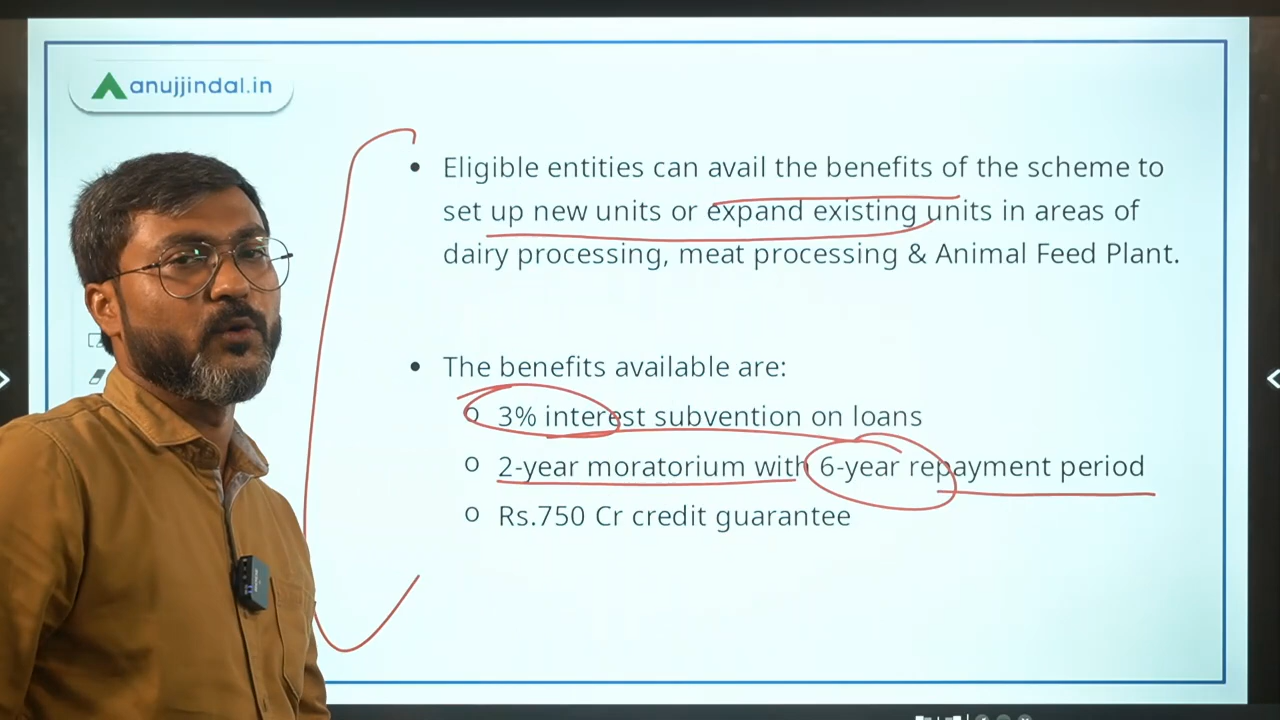 anujjindal.in
• Eligible entities can avail the benefits of the scheme to
set up new units or expand existing units in areas of
dairy processing, meat processing & Animal Feed Plant.
• The benefits available are:
o 3% interest subvention on loans
o 2-year moratorium with 6-year repayment period
o Rs.750 Cr credit guarantee